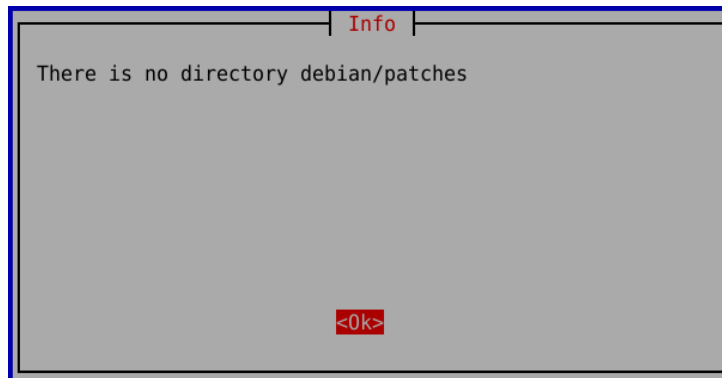 Info
There is no directory debian/patches
<Ok>